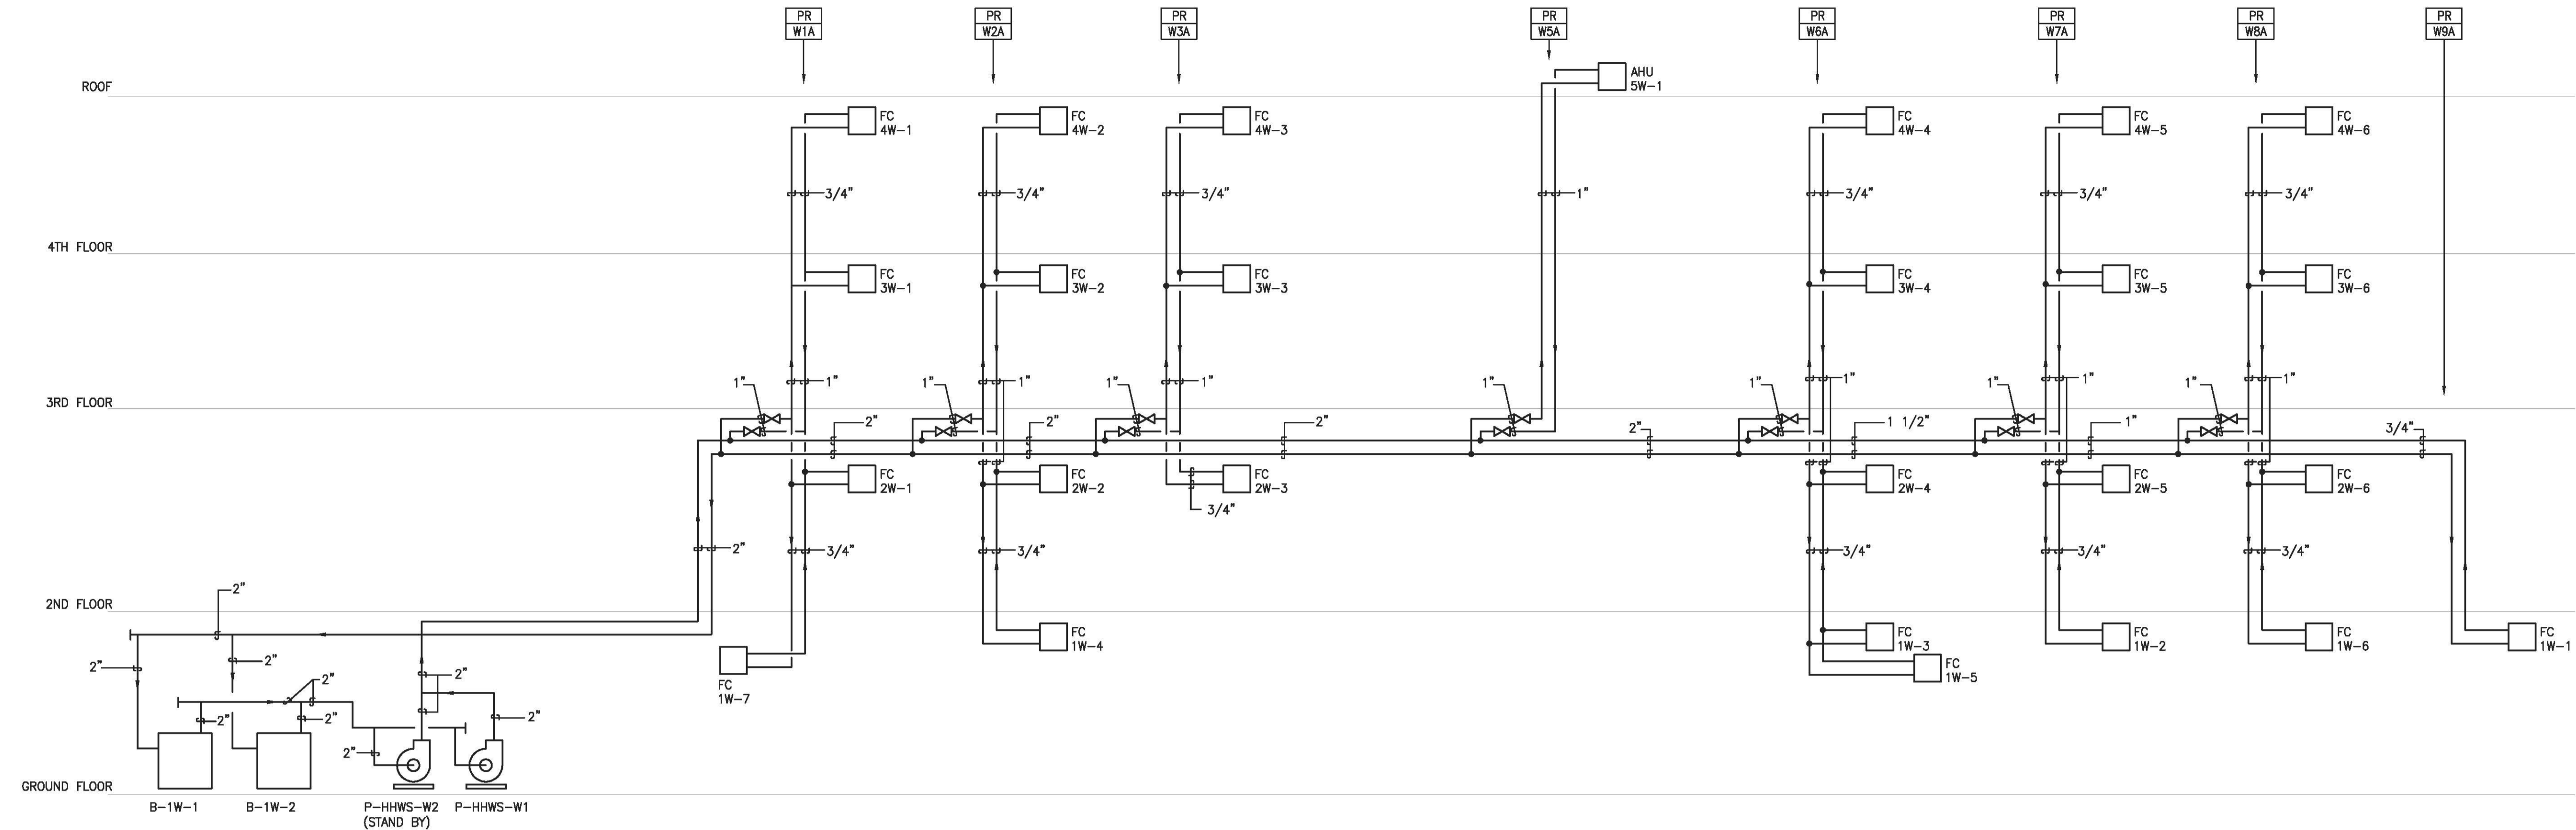 PR
W1A
PR
W2A
PR
W3A
PR
W5A
PR
W6A
PR
W7A
PR
W8A
PR
W9A
ROOF
AHU
5W-1
FC
4W-1
FC
4W-2
FC
4W-3
FC
4W-4
FC
4W-5
FC
4W-6
3/4"
3/4"
3/4"
1"
3/4"
3/4"
3/4"
4TH FLOOR
FC
3W-1
FC
3W-2
FC
3W-3
FC
3W-4
FC
3W-5
FC
3W-6
1"
1"
1"
1"
1"
1"
1"
1"
1"
1"
1"
1"
1"
3RD FLOOR
2"
2"
2"
2"
1 1/2"
1"
3/4"
FC
2W-1
FC
2W-2
FC
2W-3
FC
2W-4
FC
2W-5
FC
2W-6
3/4"
2"
3/4"
3/4"
3/4"
3/4"
3/4"
2"
2ND FLOOR
FC
1W-4
FC
1W-3
FC
1W-2
FC
1W-6
FC
1W-1
2"
2"
FC
1W-5
2"
2"
FC
1W-7
2"
2"
2"
2"
GROUND FLOOR
B-1W-1
B-1W-2
P-HHWS-W2
(STAND BY)
P-HHWS-W1